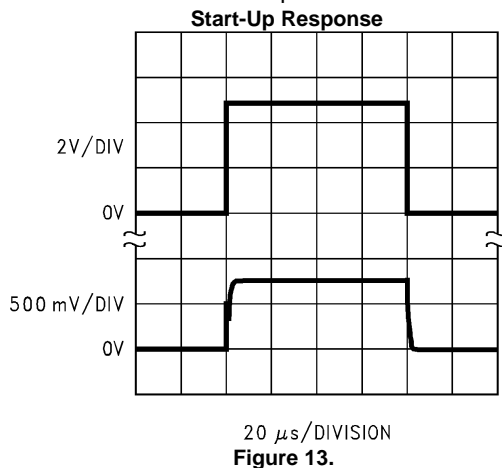 Start-Up Response
2V/DIV
0V
500 mV/DIV
0V
20 μs/DIVISION
Figure 13.